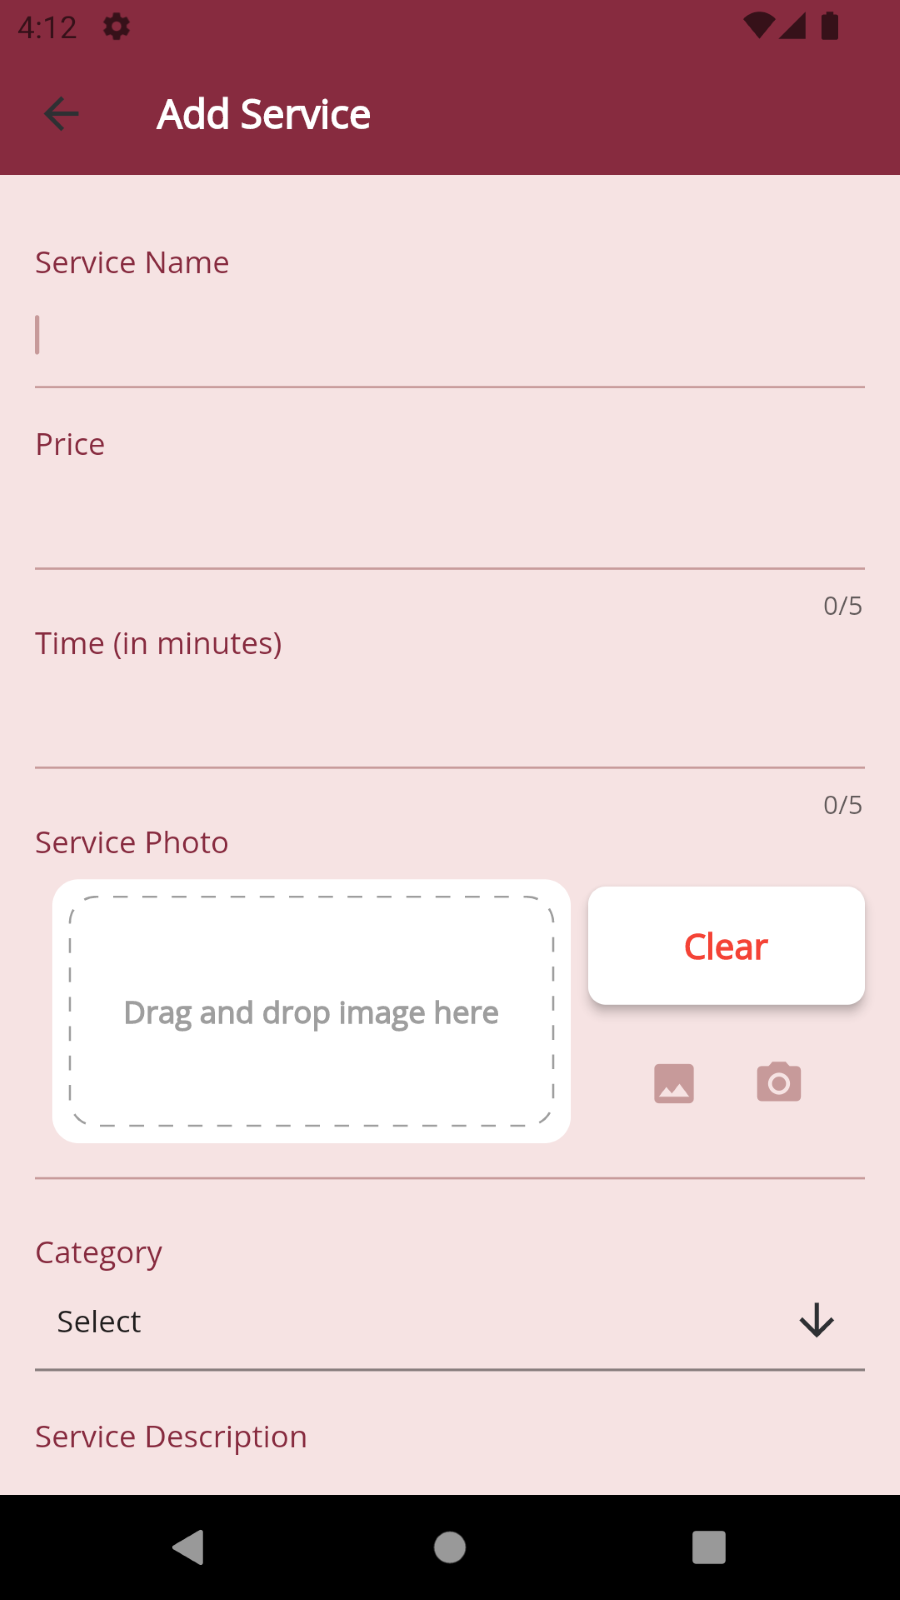 4:12
Add Service
Service Name
Price
0/5
Time (in minutes)
0/5
Service Photo
Drag and drop image here
Clear
Category
Select
Service Description